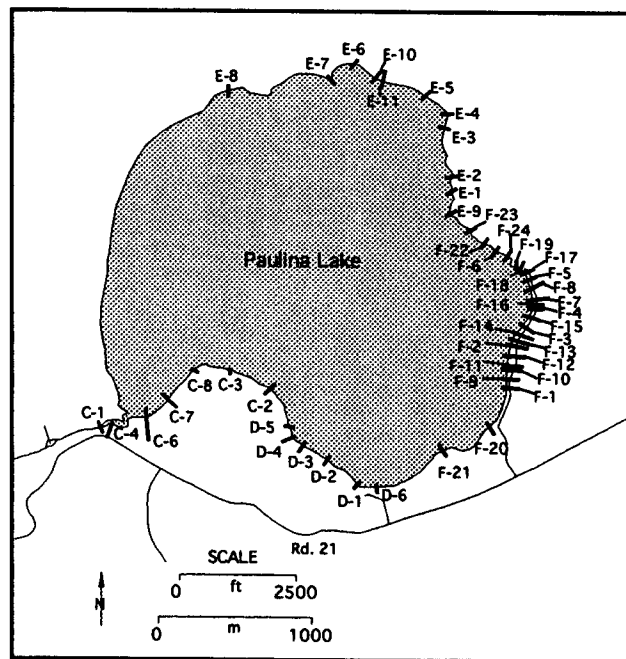 E-6
E-10
E-7
E-8
E-11
E-5
E-4
E-3
E-2
E-1
E-9
F-23
F-24
F-19
F-22
F-17
F-6
F-5
Paulina Lake
F-18
F-8
F-16
F-7
F-4
F-15
F-14
F-3
F-2
F-13
F-12
F-11
F-10
F-9
F-1
C-8
C-3
C-2
C-7
C-1
C-4
C-6
D-5
D-4
D-3
D-2
D-1
D-6
F-20
F-21
Rd. 21
SCALE
0 2500
ft
N
0 1000
m